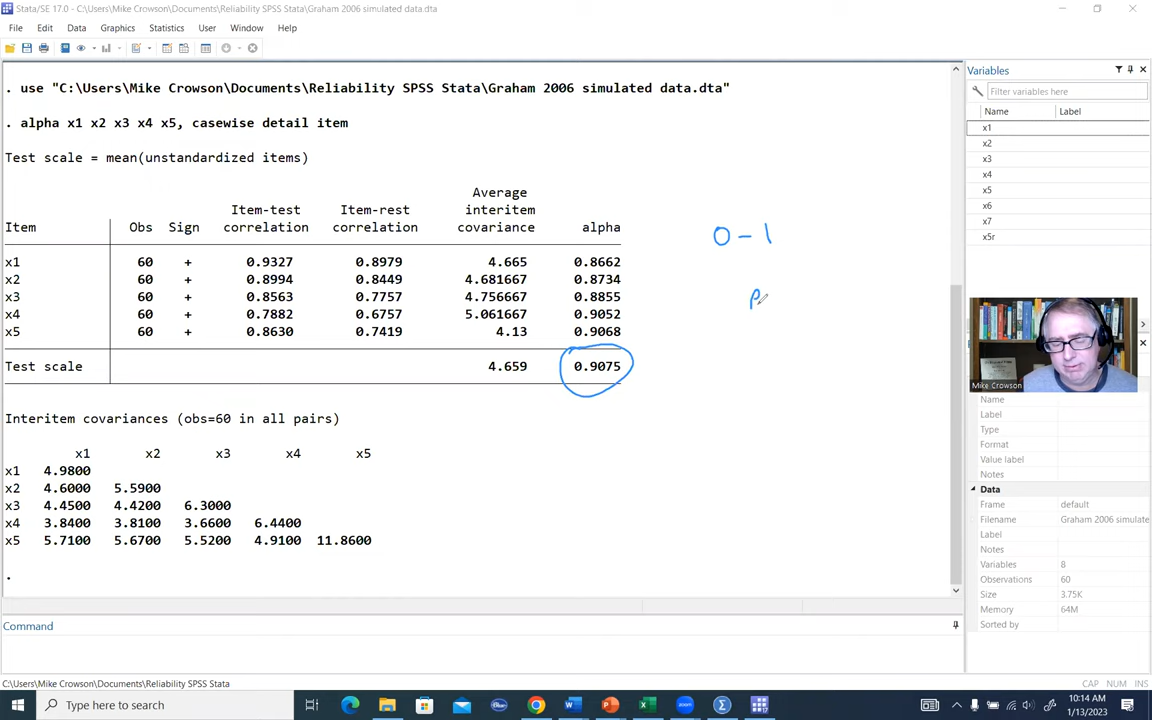 Stata/SE 17.0 - C:\Users\Mike Crowson\Documents\Reliability SPSS Stata\Graham 2006 simulated data.dta
File Edit Data Graphics Statistics User Window Help
. use "C:\Users\Mike Crowson\Documents\Reliability SPSS Stata\Graham 2006 simulated data.dta"
. alpha x1 x2 x3 x4 x5, casewise detail item
Test scale = mean(unstandardized items)
Average
Item-test Item-rest interitem
Item Obs Sign correlation correlation covariance alpha
x1 60 + 0.9327 0.8979 4.665 0.8662
x2 60 + 0.8994 0.8449 4.681667 0.8734
x3 60 + 0.8563 0.7757 4.756667 0.8855
x4 60 + 0.7882 0.6757 5.061667 0.9052
x5 60 + 0.8630 0.7419 4.13 0.9068
Test scale 4.659 0.9075
Interitem covariances (obs=60 in all pairs)
x1 x2 x3 x4 x5
x1 4.9800
x2 4.6000 5.5900
x3 4.4500 4.4200 6.3000
x4 3.8400 3.8100 3.6600 6.4400
x5 5.7100 5.6700 5.5200 4.9100 11.8600
.
0 - 1
Command
Variables
Filter variables here
Name Label
x1
x2
x3
x4
x5
x6
x7
x5r
Mike Crowson
Name
Label
Type
Format
Value label
Notes
Data
Frame default
Filename Graham 2006 simulate
Label
Notes
Variables 8
Observations 60
Size 3.75K
Memory 64M
Sorted by
C:\Users\Mike Crowson\Documents\Reliability SPSS Stata
CAP NUM INS
Type here to search
10:14 AM
1/13/2023